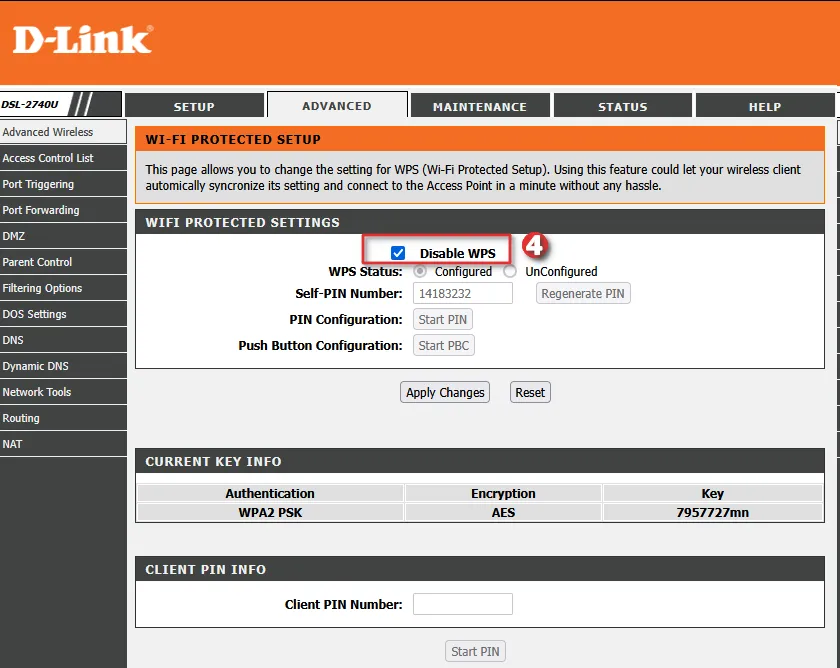 D-Link®
DSL-2740U
SETUP
ADVANCED
MAINTENANCE
STATUS
HELP
Advanced Wireless
Access Control List
Port Triggering
Port Forwarding
DMZ
Parent Control
Filtering Options
DOS Settings
DNS
Dynamic DNS
Network Tools
Routing
NAT
WI-FI PROTECTED SETUP
This page allows you to change the setting for WPS (Wi-Fi Protected Setup). Using this feature could let your wireless client
automically syncronize its setting and connect to the Access Point in a minute without any hassle.
WIFI PROTECTED SETTINGS
Disable WPS 4
WPS Status: Configured UnConfigured
Self-PIN Number: 14183232 Regenerate PIN
PIN Configuration: Start PIN
Push Button Configuration: Start PBC
Apply Changes Reset
CURRENT KEY INFO
Authentication Encryption Key
WPA2 PSK AES 7957727mn
CLIENT PIN INFO
Client PIN Number:
Start PIN